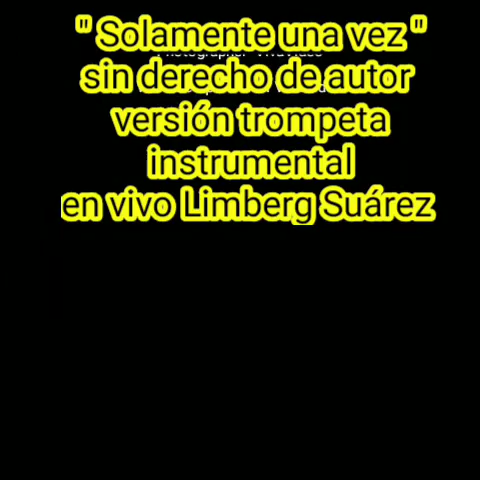 " Solamente una vez "
sin derecho de autor
versión trompeta
instrumental
en vivo Limberg Suárez